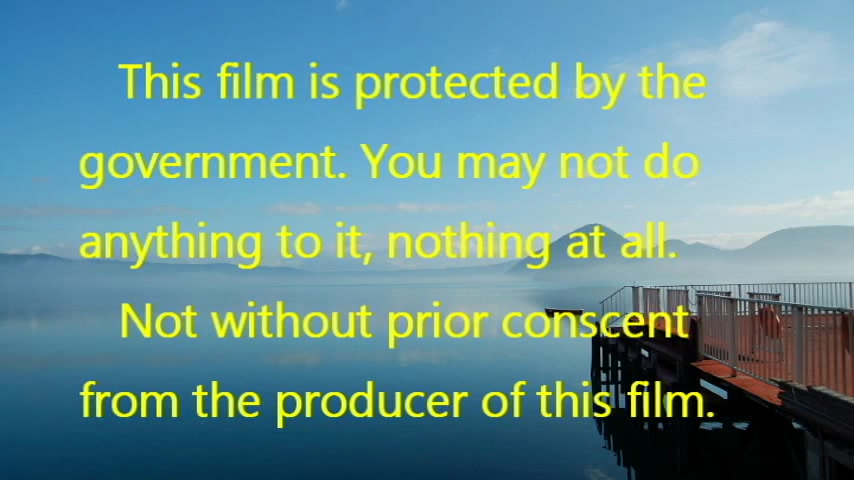 This film is protected by the
government. You may not do
anything to it, nothing at all.
Not without prior conscent
from the producer of this film.